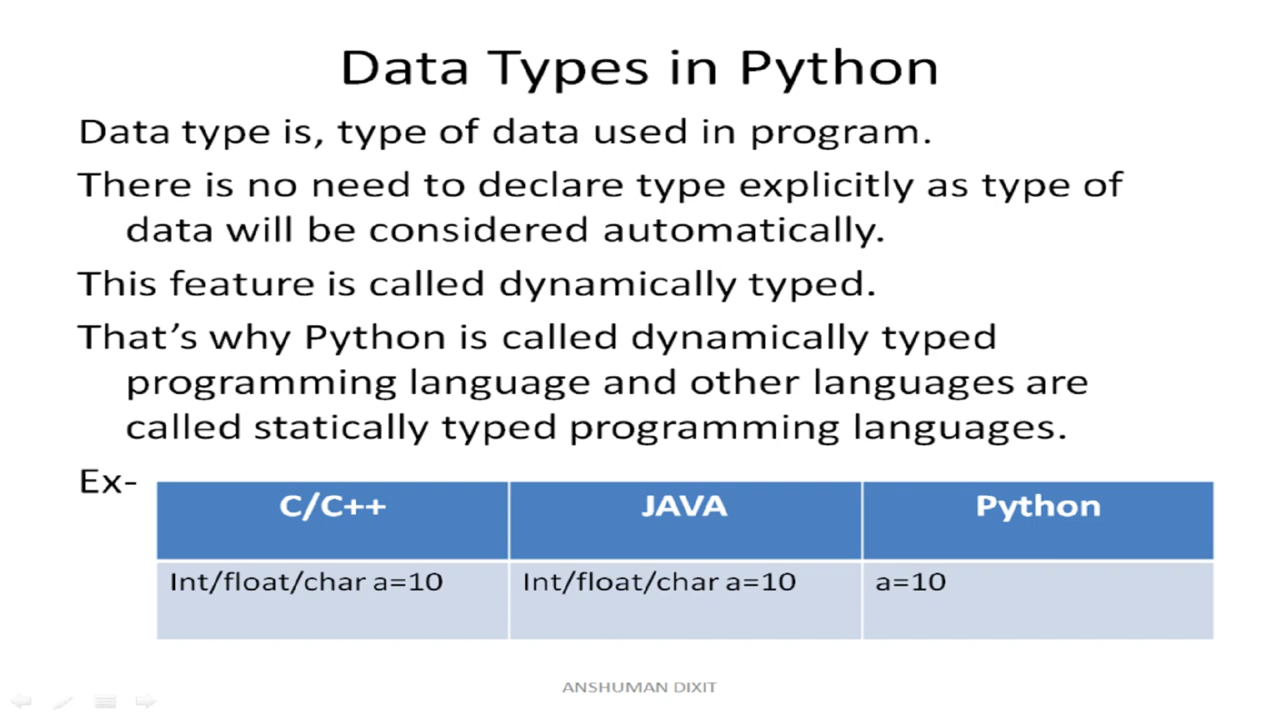 Data Types in Python
Data type is, type of data used in program.
There is no need to declare type explicitly as type of
data will be considered automatically.
This feature is called dynamically typed.
That’s why Python is called dynamically typed
programming language and other languages are
called statically typed programming languages.
Ex-
C/C++ JAVA Python
Int/float/char a=10 Int/float/char a=10 a=10
ANSHUMAN DIXIT